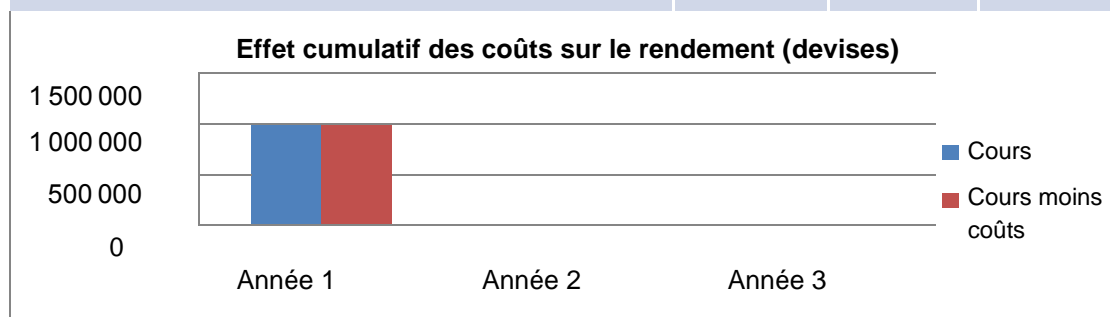 Effet cumulatif des coûts sur le rendement (devises)
1 500 000
1 000 000
500 000
0
Année 1
Année 2
Année 3
Cours
Cours moins
coûts